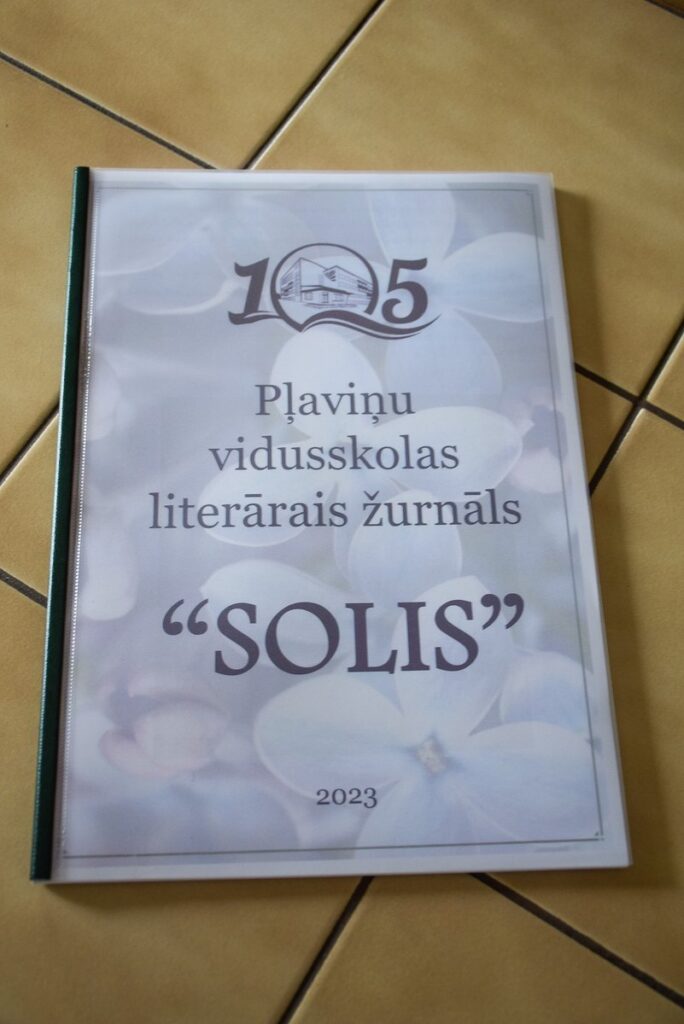 105
Pļaviņu
vidusskolas
literārais žurnāls
“SOLIS”
2023